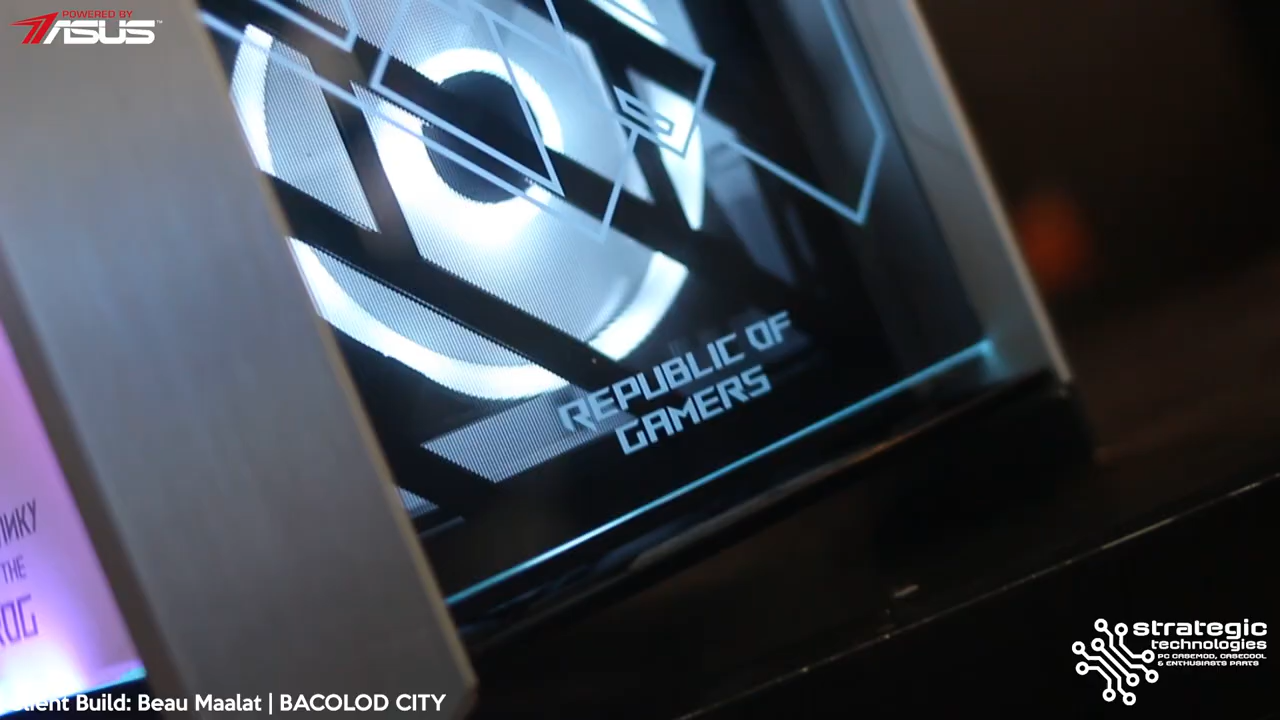 POWERED BY
ASUS
REPUBLIC OF
GAMERS
THE
strategic
technologies
PC CASEMOD, CASECOOL
& ENTHUSIASTS PARTS
Build: Beau Maalat | BACOLOD CITY